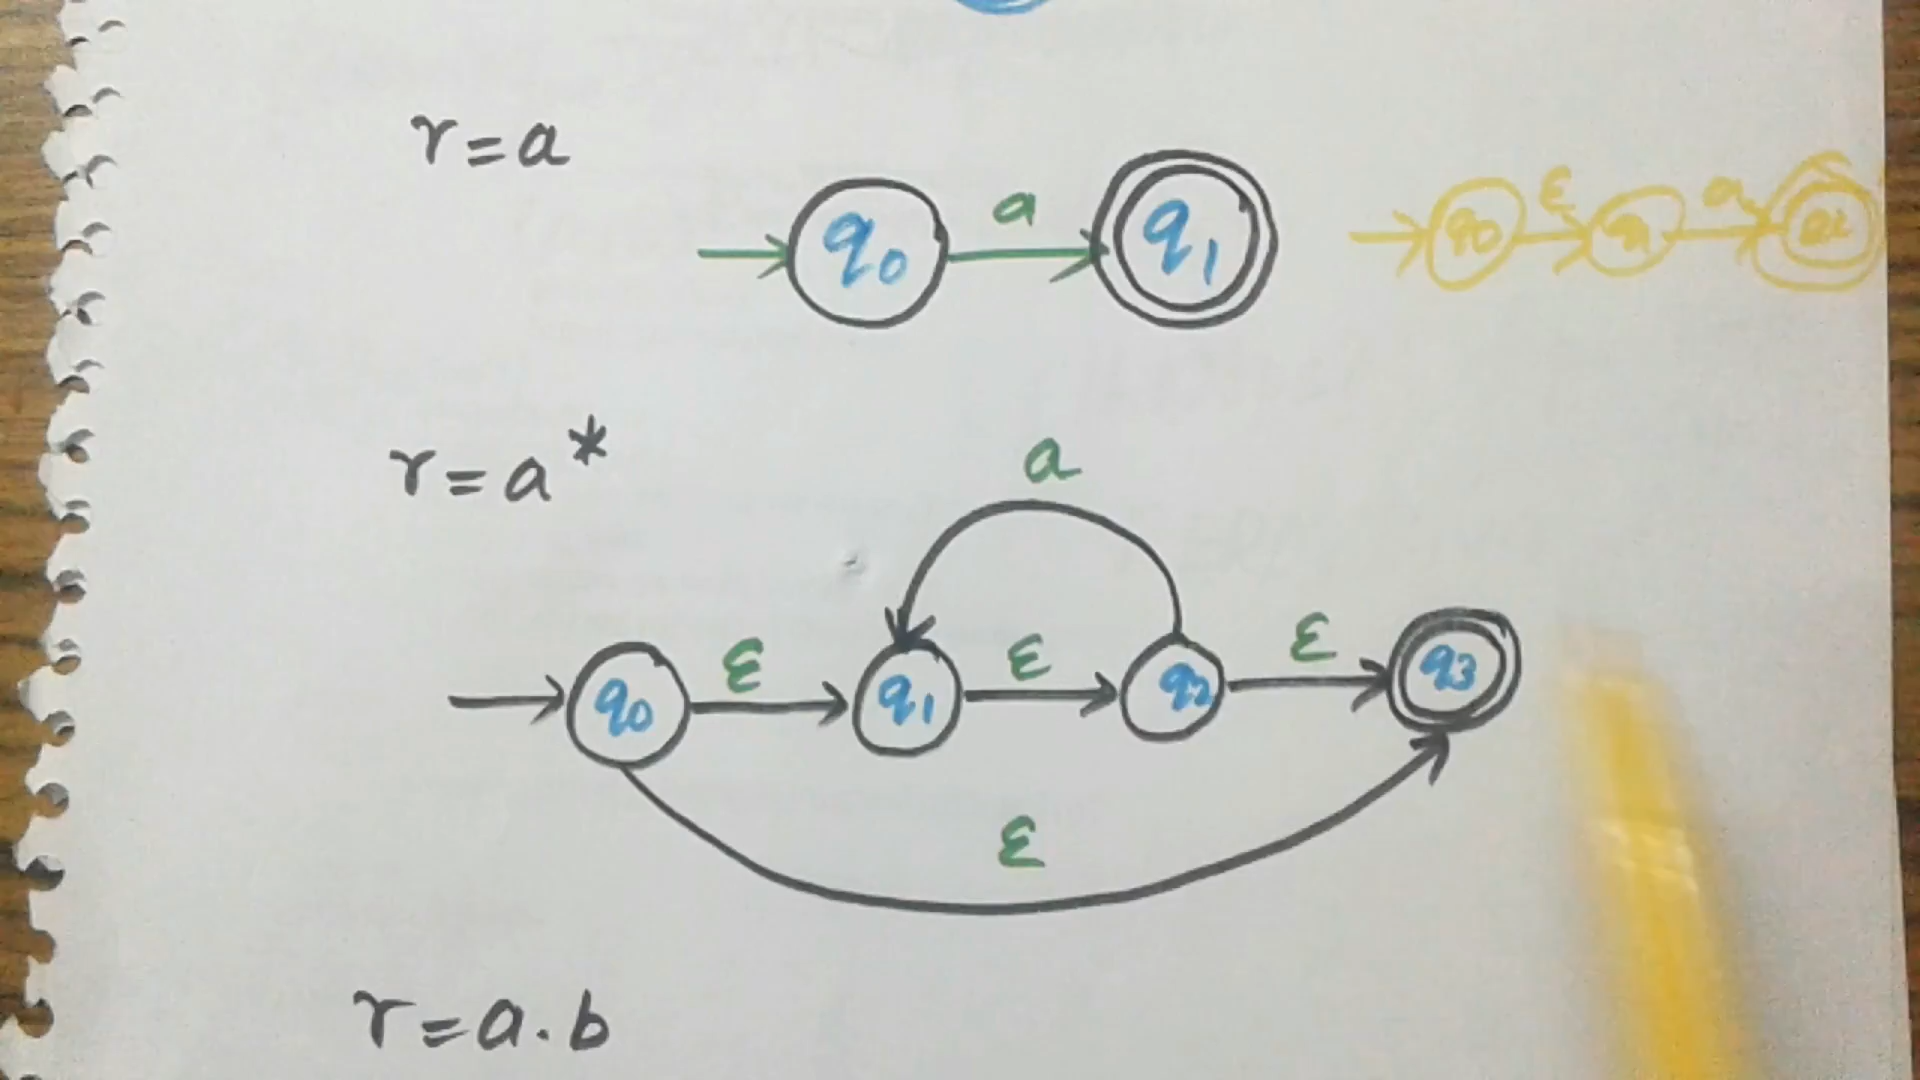 r=a
q0 a q1
q0 ε q1 a q2
r=a*
a
q0 ε q1 ε q2 ε q3
ε
r=a.b